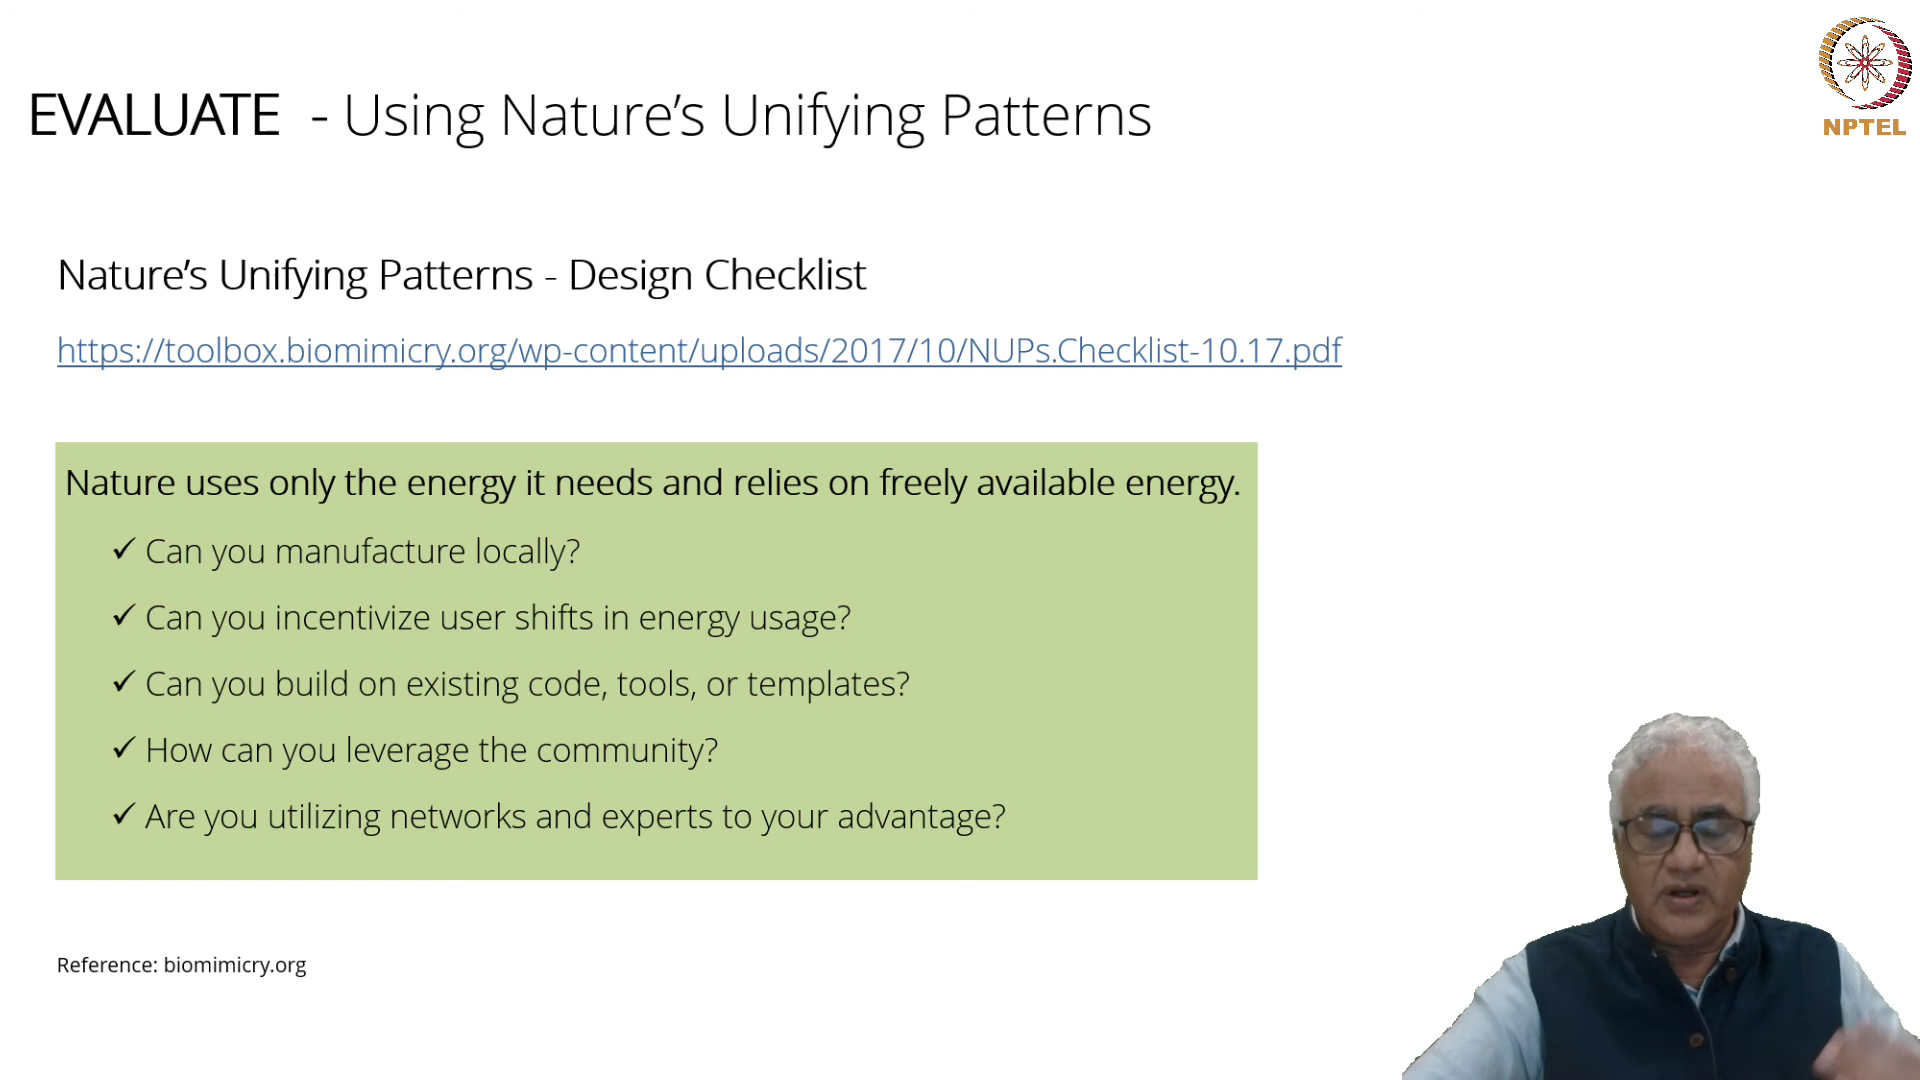 EVALUATE - Using Nature's Unifying Patterns
NPTEL
Nature's Unifying Patterns - Design Checklist
https://toolbox.biomimicry.org/wp-content/uploads/2017/10/NUPs.Checklist-10.17.pdf
Nature uses only the energy it needs and relies on freely available energy.
✓ Can you manufacture locally?
✓ Can you incentivize user shifts in energy usage?
✓ Can you build on existing code, tools, or templates?
✓ How can you leverage the community?
✓ Are you utilizing networks and experts to your advantage?
Reference: biomimicry.org